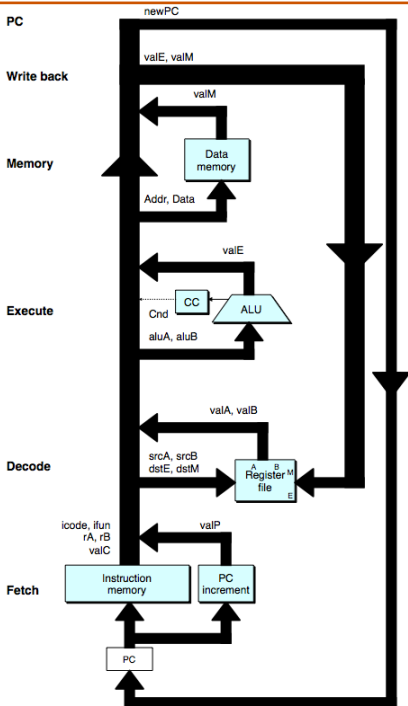 newPC
PC
valE, valM
Write back
valM
Memory
Data
memory
Addr, Data
valE
CC
ALU
Execute
Cnd
aluA, aluB
valA, valB
Decode
srcA, srcB
dstE, dstM
A B
M
Register
file
E
icode, ifun
rA, rB
valC
valP
Fetch
Instruction
memory
PC
increment
PC